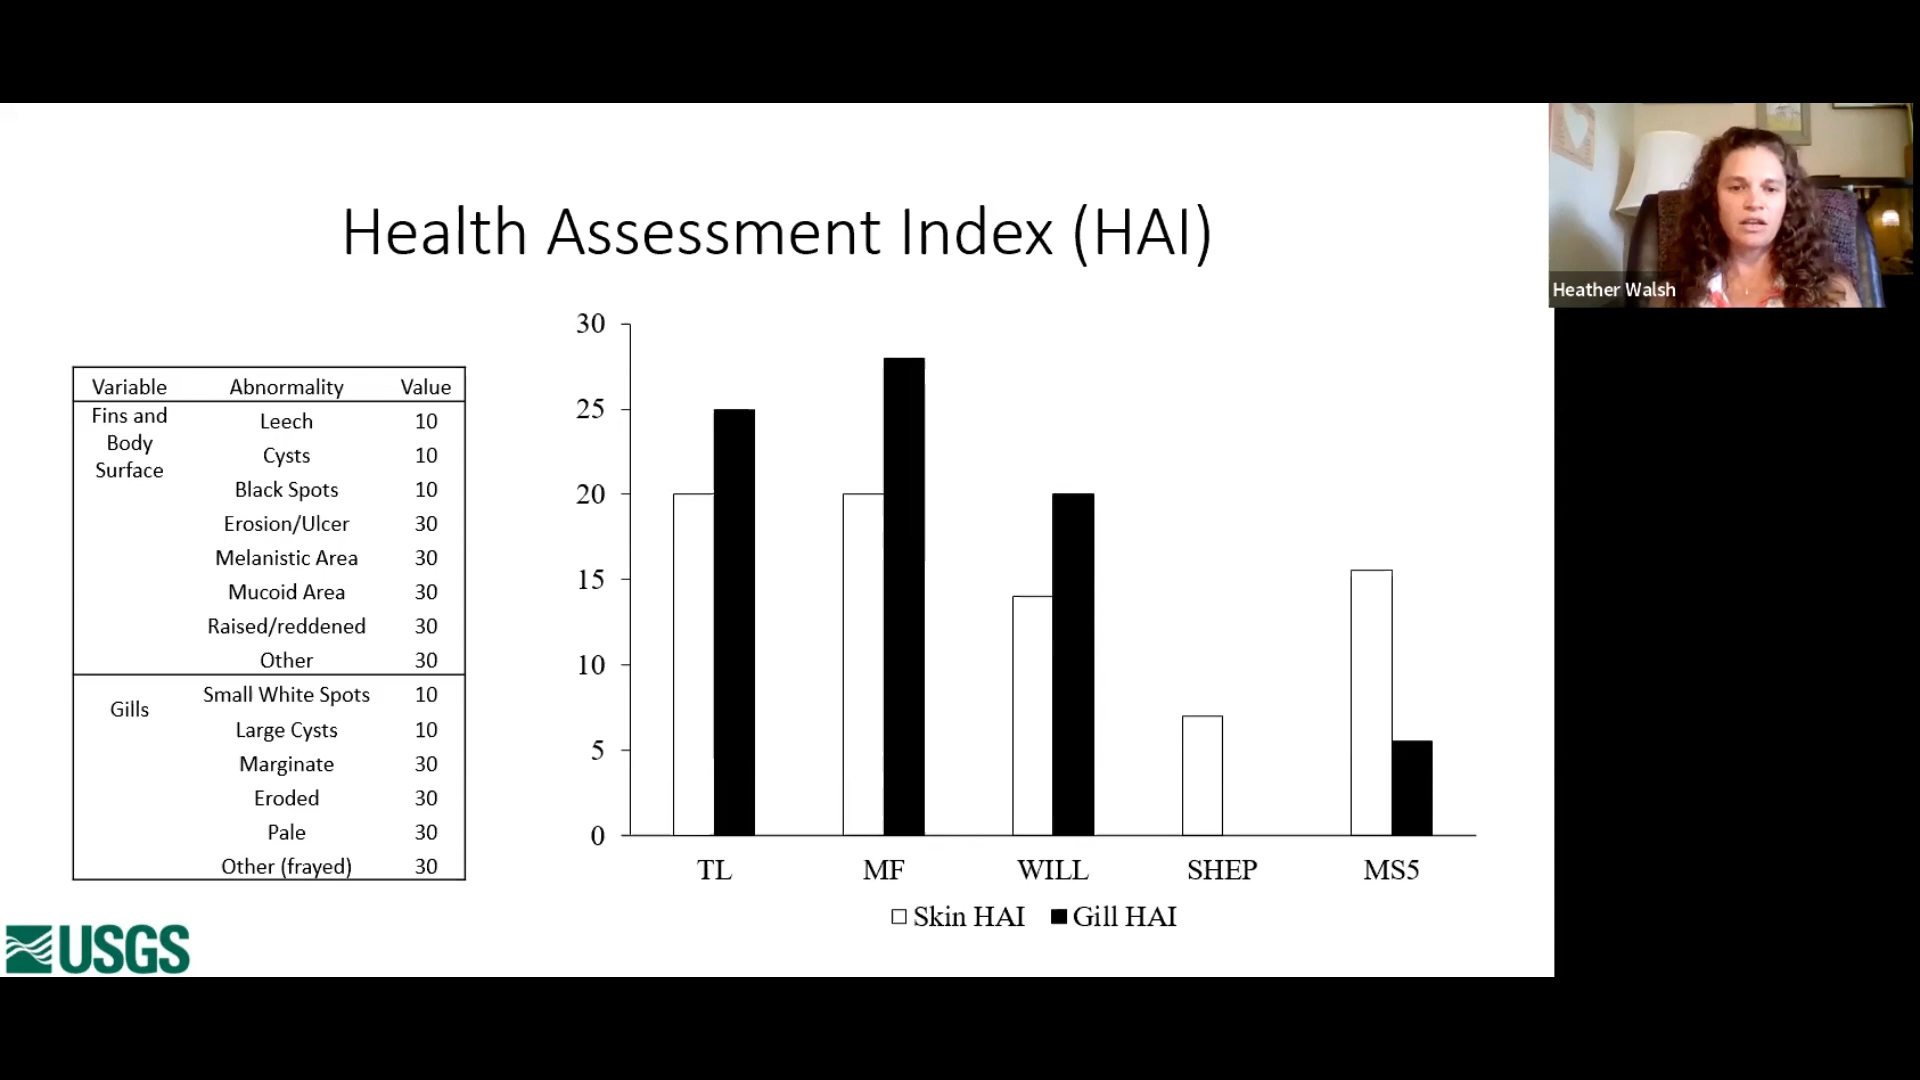 Health Assessment Index (HAI)
Heather Walsh
Variable Abnormality Value
Fins and Body Surface
Leech 10
Cysts 10
Black Spots 10
Erosion/Ulcer 30
Melanistic Area 30
Mucoid Area 30
Raised/reddened 30
Other 30
Gills
Small White Spots 10
Large Cysts 10
Marginate 30
Eroded 30
Pale 30
Other (frayed) 30
30
25
20
15
10
5
0
TL MF WILL SHEP MS5
Skin HAI Gill HAI
USGS